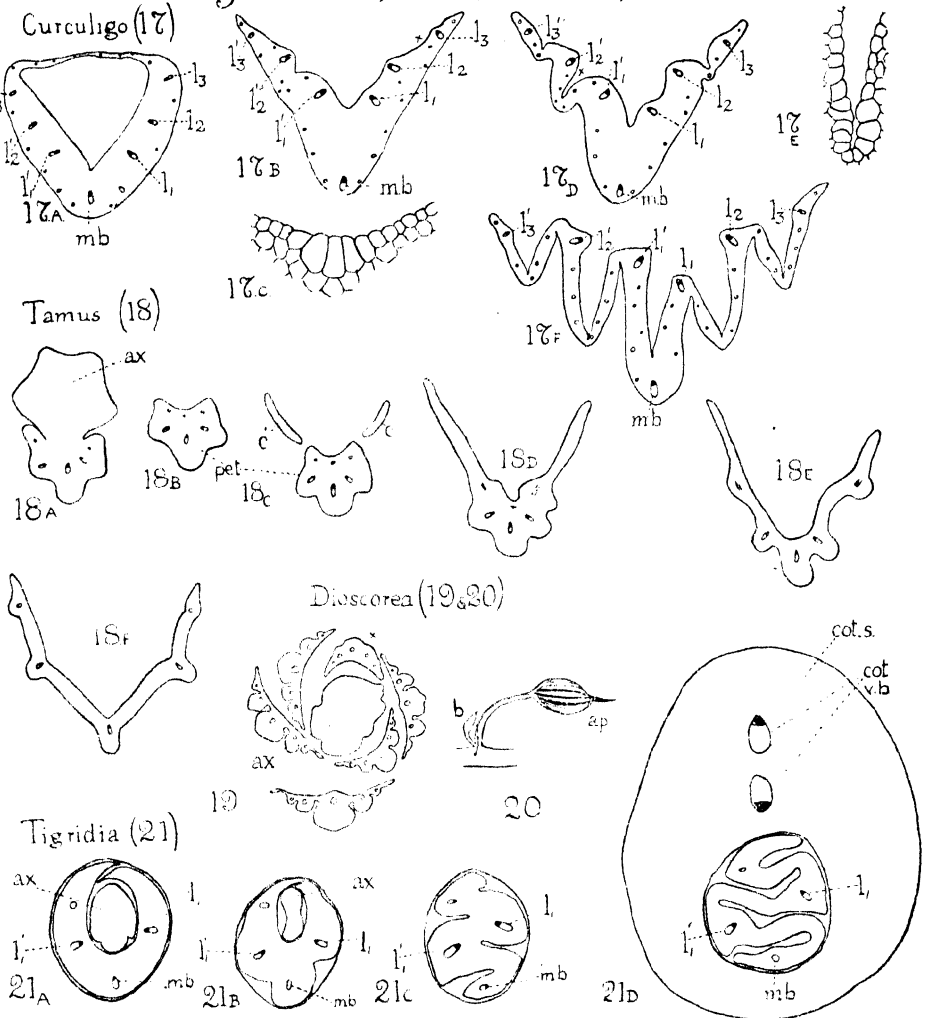 Curculigo (17)
l3
l2
l2'
l1'
l1
17A
mb
l3'
x
l3
l2'
l2
l1'
l1
17B
mb
l3'
l2'
x
l1'
l3
l2
l1
17D
mb
17E
17C.
l3'
l2'
l1'
l1
l2
l3
17F
mb
Tamus (18)
ax
18A
18B
pet
c'
c
18C
18D
18E
18F
Dioscorea (19&20)
x
ax
19
b
ap
20
cot.s.
cot
v.b
Tigridia (21)
ax
l1
l1'
mb
21A
ax
l1'
l1
mb
21B
l1
l1'
mb
21C
l1
l1'
mb
21D